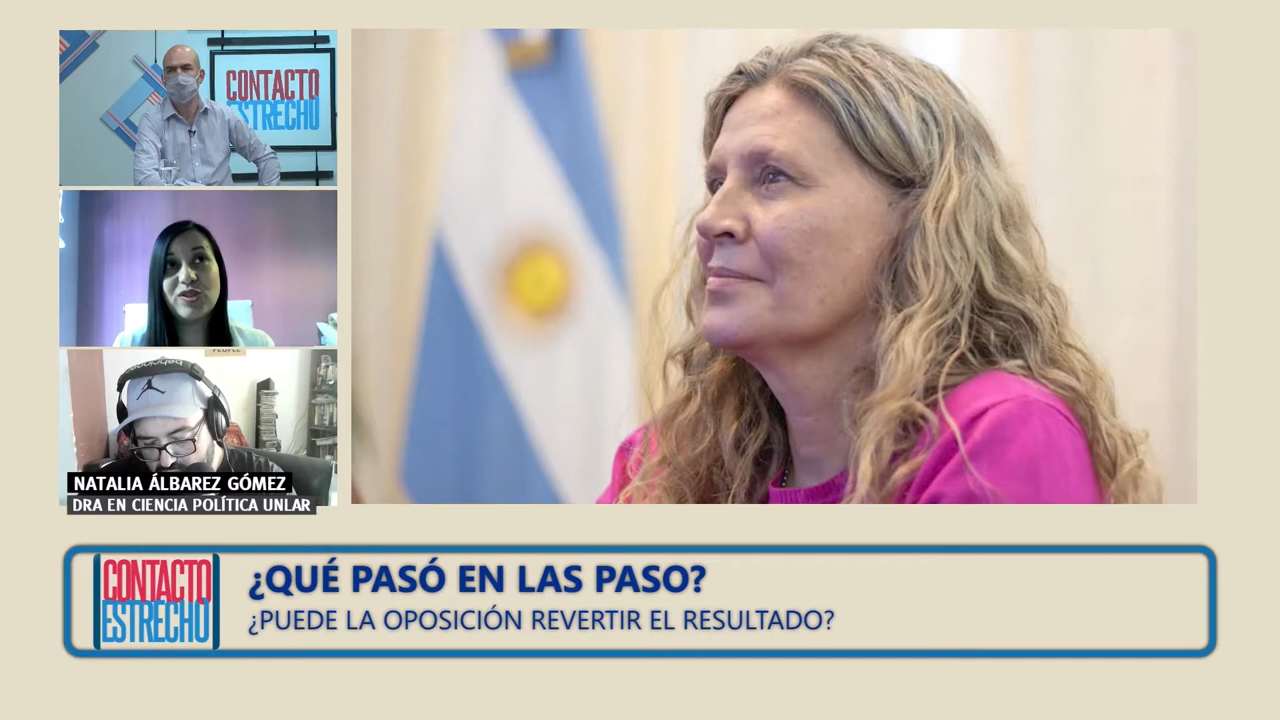 CONTACTO
ESTRECHO
PEOPLE
NATALIA ÁLBAREZ GÓMEZ
DRA EN CIENCIA POLÍTICA UNLAR
CONTACTO
ESTRECHO
¿QUÉ PASÓ EN LAS PASO?
¿PUEDE LA OPOSICIÓN REVERTIR EL RESULTADO?